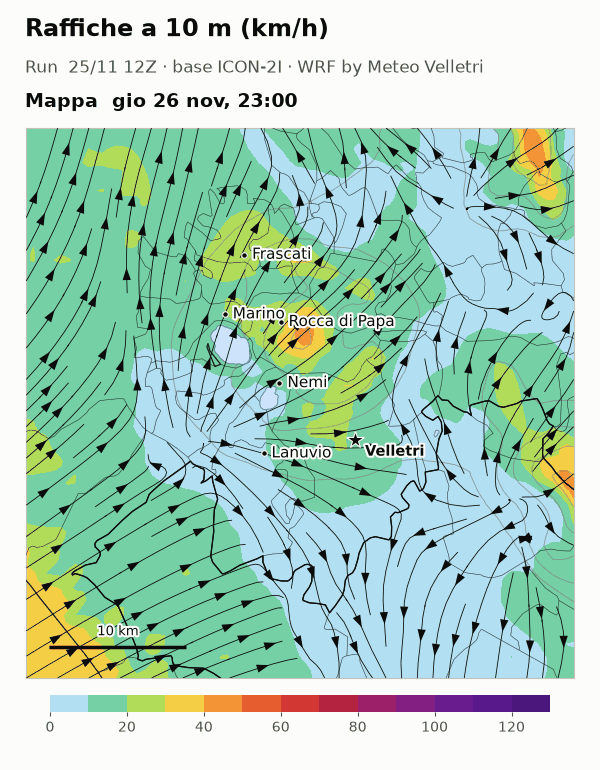 Raffiche a 10 m (km/h)
Run  25/11 12Z · base ICON-2I · WRF by Meteo Velletri
Mappa  gio 26 nov, 23:00
Frascati
Marino
Rocca di Papa
Nemi
Velletri
Lanuvio
10 km
0 20 40 60 80 100 120